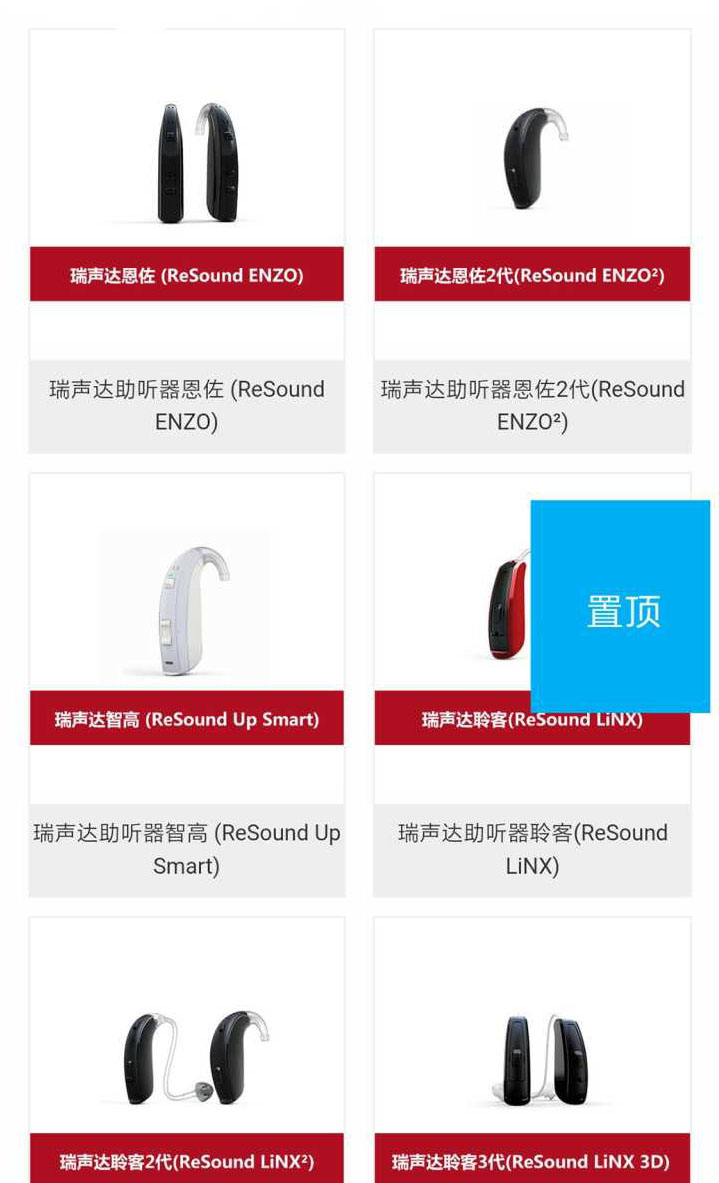 瑞声达恩佐 (ReSound ENZO)
瑞声达恩佐2代(ReSound ENZO²)
瑞声达助听器恩佐 (ReSound
ENZO)
瑞声达助听器恩佐2代(ReSound
ENZO²)
置顶
瑞声达智高 (ReSound Up Smart)
瑞声达聆客(ReSound LiNX)
瑞声达助听器智高 (ReSound Up
Smart)
瑞声达助听器聆客(ReSound
LiNX)
瑞声达聆客2代(ReSound LiNX²)
瑞声达聆客3代(ReSound LiNX 3D)